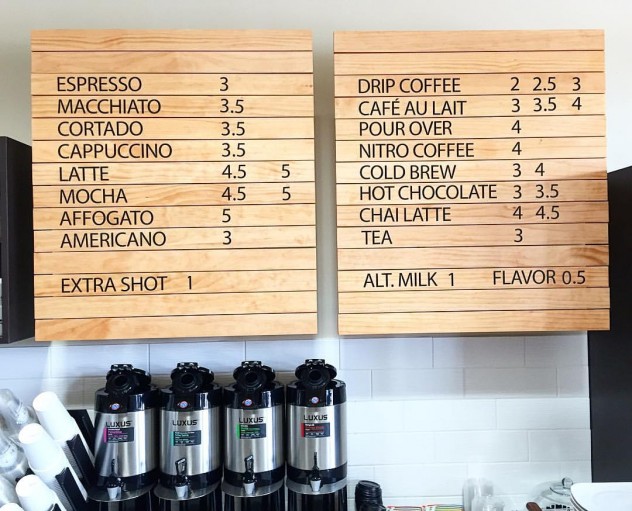 ESPRESSO 3
MACCHIATO 3.5
CORTADO 3.5
CAPPUCCINO 3.5
LATTE 4.5 5
MOCHA 4.5 5
AFFOGATO 5
AMERICANO 3
EXTRA SHOT 1
DRIP COFFEE 2 2.5 3
CAFÉ AU LAIT 3 3.5 4
POUR OVER 4
NITRO COFFEE 4
COLD BREW 3 4
HOT CHOCOLATE 3 3.5
CHAI LATTE 4 4.5
TEA 3
ALT. MILK 1 FLAVOR 0.5
LUXUS LUXUS LUXUS LUXUS